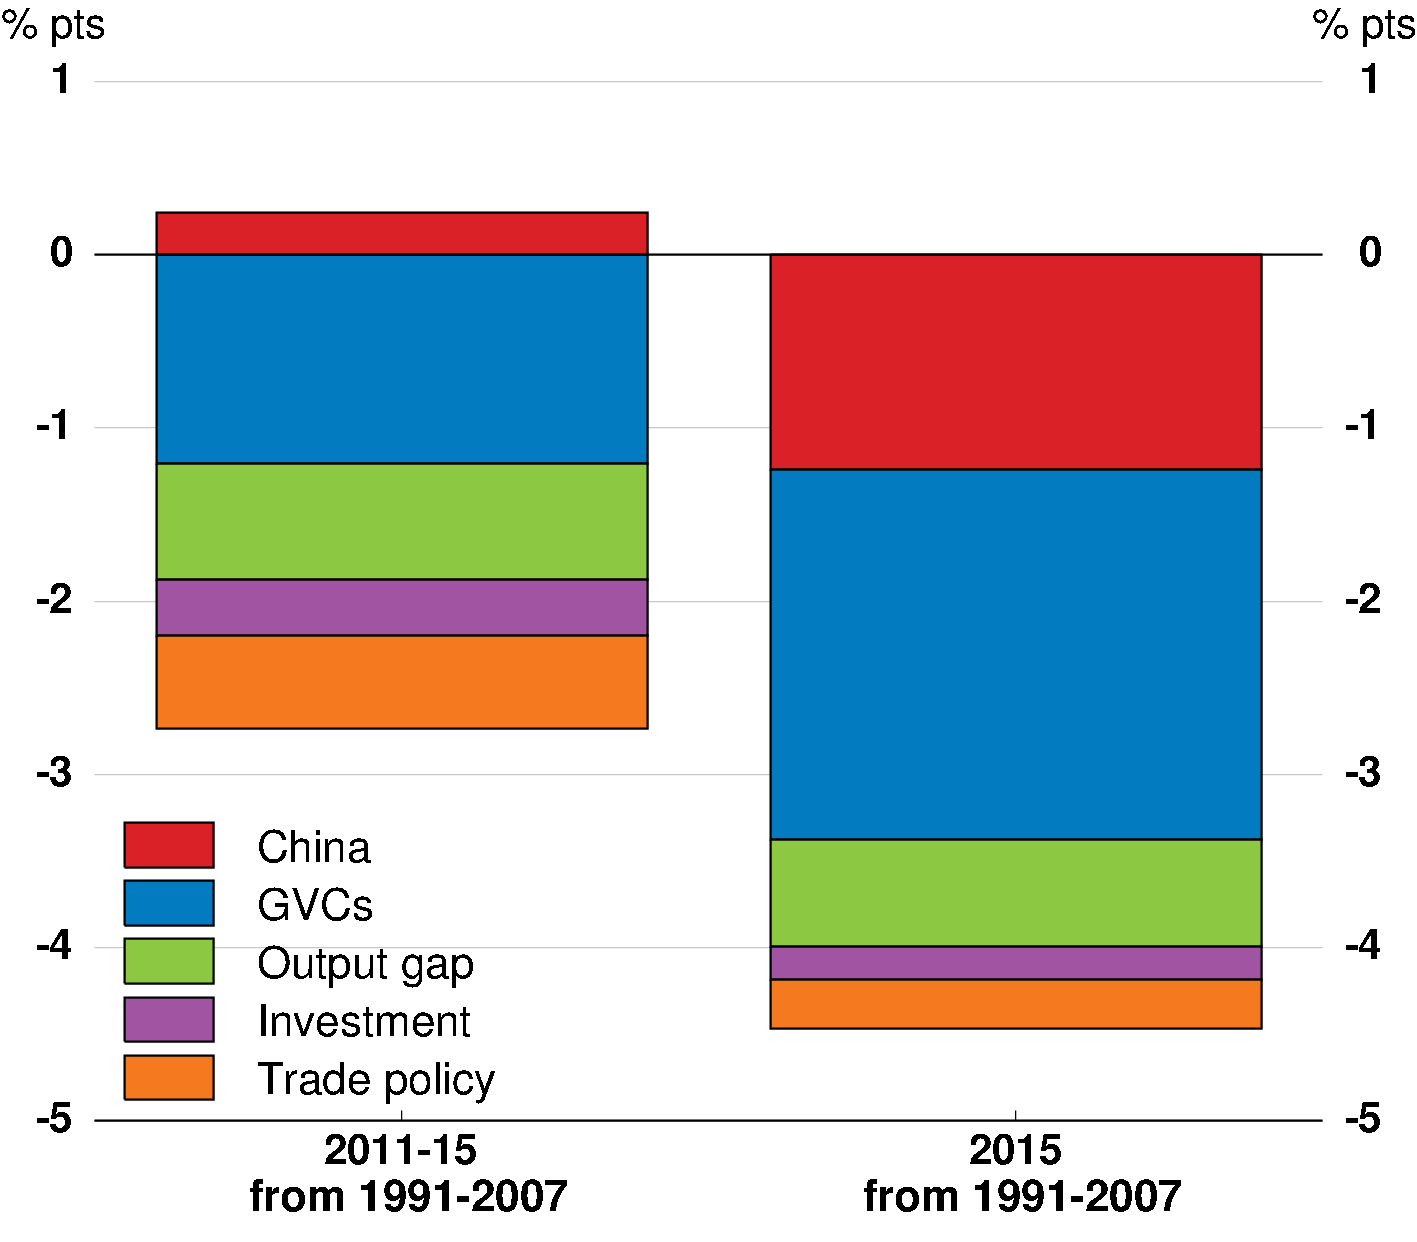 % pts % pts
1 1
0 0
-1 -1
-2 -2
-3 -3
China
GVCs
-4 Output gap -4
Investment
Trade policy
-5 -5
2011-15 2015
from 1991-2007 from 1991-2007